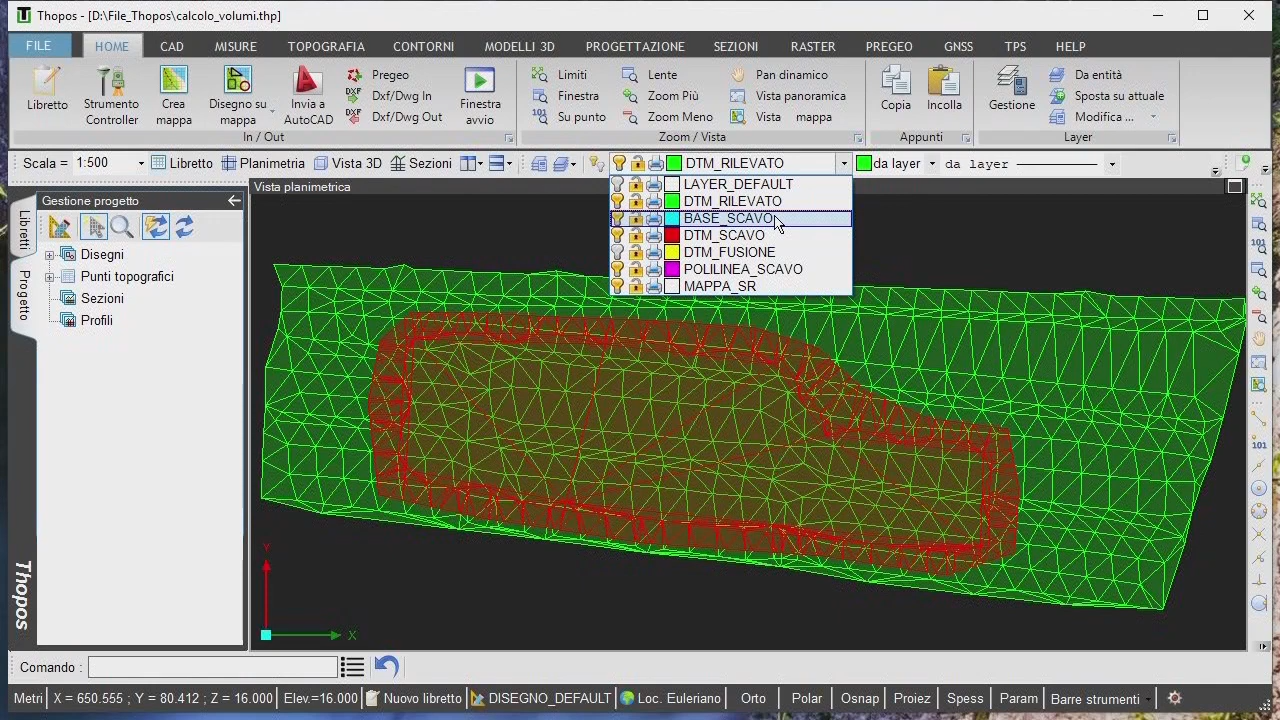 Thopos - [D:\File_Thopos\calcolo_volumi.thp]
FILE HOME CAD MISURE TOPOGRAFIA CONTORNI MODELLI 3D PROGETTAZIONE SEZIONI RASTER PREGEO GNSS TPS HELP
Libretto
Strumento
Controller
Crea
mappa
Disegno su
mappa
Invia a
AutoCAD
Pregeo
DXF Dxf/Dwg In
DXF Dxf/Dwg Out
Finestra
avvio
In / Out
Limiti
Finestra
101 Su punto
Lente
Zoom Più
Zoom Meno
Pan dinamico
Vista panoramica
Vista mappa
Zoom / Vista
Copia
Incolla
Appunti
Gestione
Da entità
Sposta su attuale
Modifica ...
Layer
Scala = 1:500 Libretto Planimetria Vista 3D Sezioni DTM_RILEVATO da layer da layer
LAYER_DEFAULT
DTM_RILEVATO
BASE_SCAVO
DTM_SCAVO
DTM_FUSIONE
POLILINEA_SCAVO
MAPPA_SR
Libretti
Progetto
Thopos
Gestione progetto
Disegni
Punti topografici
Sezioni
Profili
Vista planimetrica
Y
X
101
101
Comando :
Metri X = 650.555 ; Y = 80.412 ; Z = 16.000 Elev.=16.000 Nuovo libretto DISEGNO_DEFAULT Loc. Euleriano Orto Polar Osnap Proiez Spess Param Barre strumenti